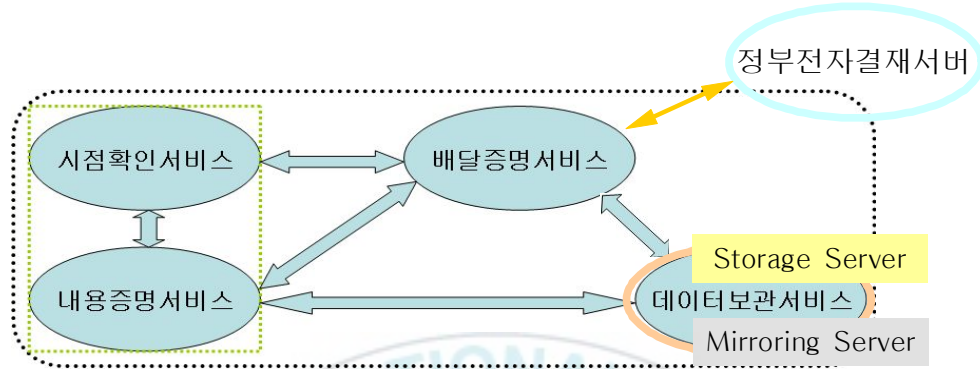 정부전자결재서버
시점확인서비스
배달증명서비스
Storage Server
내용증명서비스
데이터보관서비스
Mirroring Server